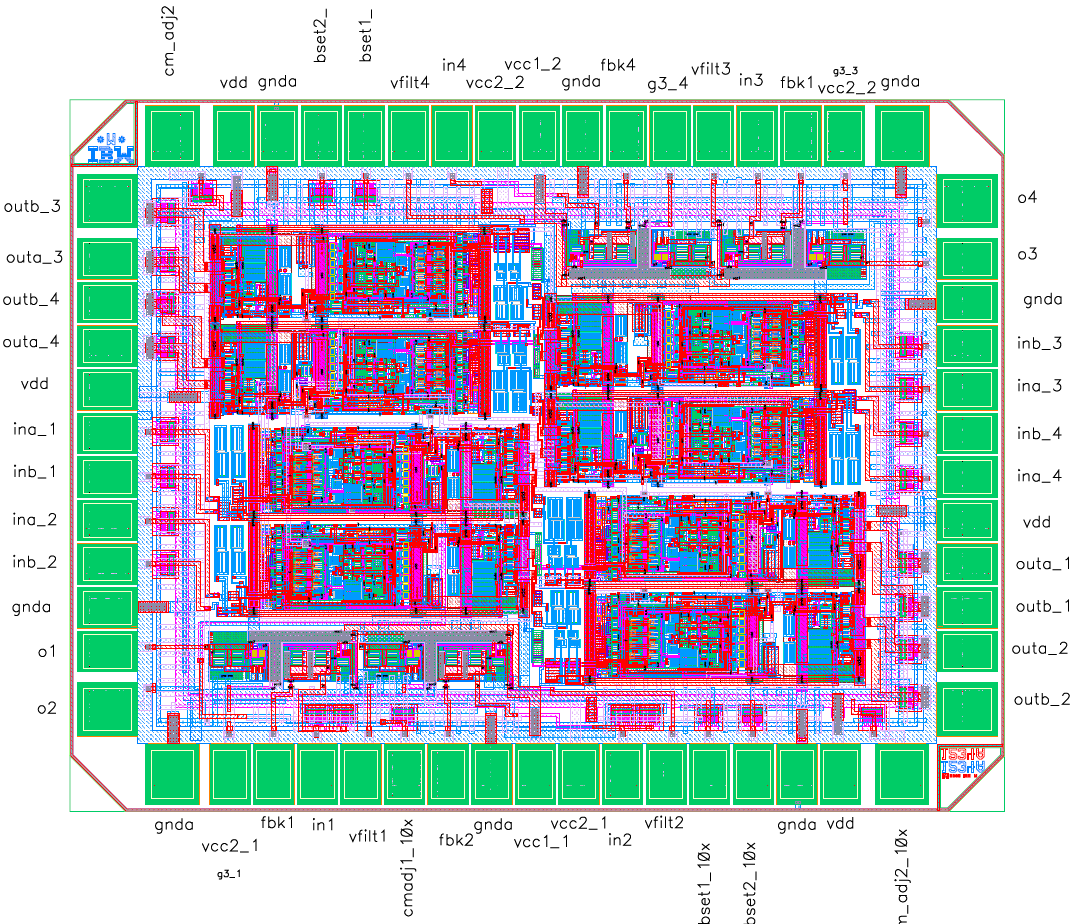 cm_adj2
vdd
gnda
bset2_
bset1_
vfilt4
in4
vcc2_2
vcc1_2
gnda
fbk4
g3_4
vfilt3
in3
fbk1
g3_3
vcc2_2
gnda
outb_3
outa_3
outb_4
outa_4
vdd
ina_1
inb_1
ina_2
inb_2
gnda
o1
o2
o4
o3
gnda
inb_3
ina_3
inb_4
ina_4
vdd
outa_1
outb_1
outa_2
outb_2
gnda
vcc2_1
g3_1
fbk1
in1
vfilt1
cmadj1_10x
fbk2
gnda
vcc1_1
vcc2_1
in2
vfilt2
bset1_10x
bset2_10x
gnda
vdd
m_adj2_10x